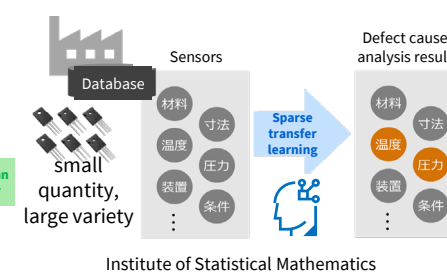 Defect cause
analysis resul
Sensors
Database
材料
寸法
温度
圧力
装置
条件
small
quantity,
large variety
Sparse
transfer
learning
材料
寸法
温度
圧力
装置
条件
Institute of Statistical Mathematics